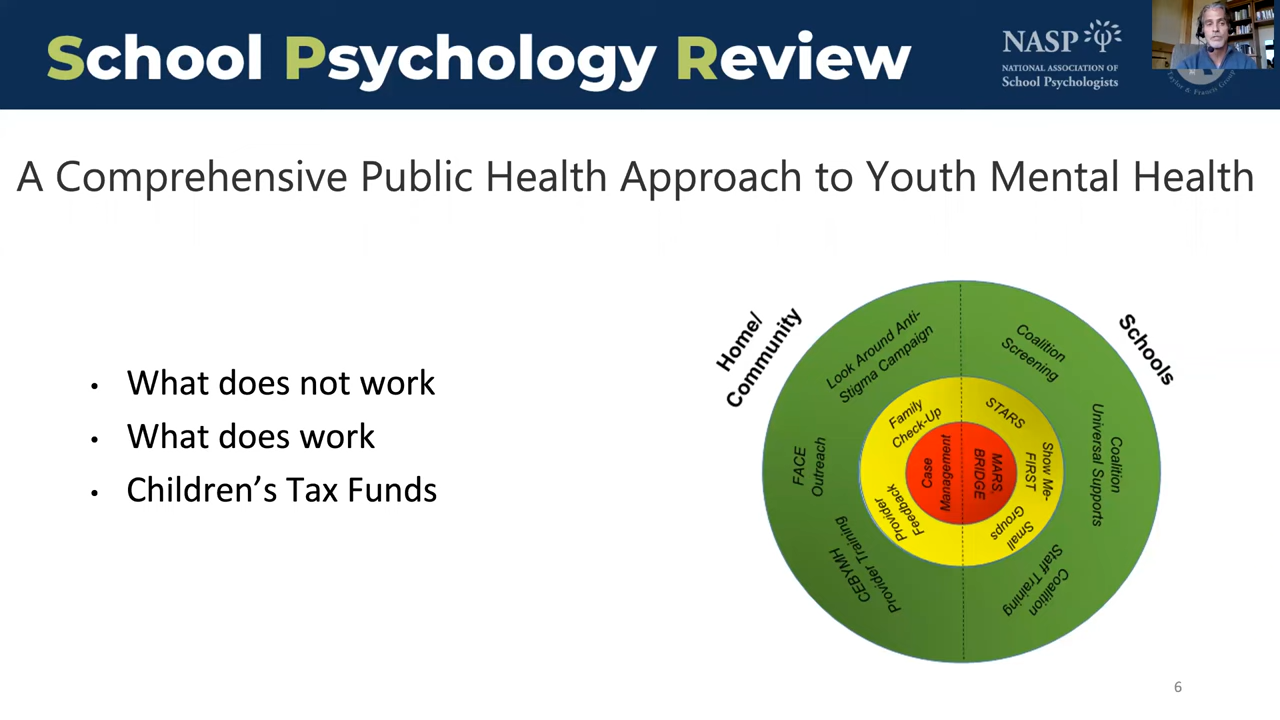 School Psychology Review
NASP
NATIONAL ASSOCIATION OF
School Psychologists
Taylor & Francis Group
A Comprehensive Public Health Approach to Youth Mental Health
• What does not work
• What does work
• Children’s Tax Funds
Home/
Community
Schools
Look Around Anti-
Stigma Campaign
Coalition
Screening
FACE
Outreach
Coalition
Universal Supports
CEBYMH
Provider Training
Coalition
Staff Training
Family
Check-Up
STARS
Show Me-
FIRST
Provider
Feedback
Small
Groups
Case
Management
MARS,
BRIDGE
6